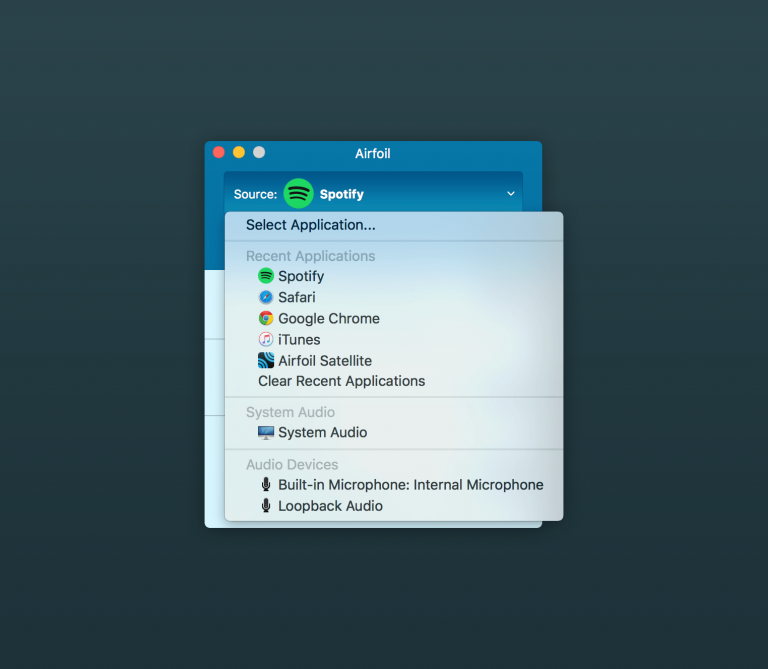 Airfoil
Source: Spotify
Select Application...
Recent Applications
Spotify
Safari
Google Chrome
iTunes
Airfoil Satellite
Clear Recent Applications
System Audio
System Audio
Audio Devices
Built-in Microphone: Internal Microphone
Loopback Audio